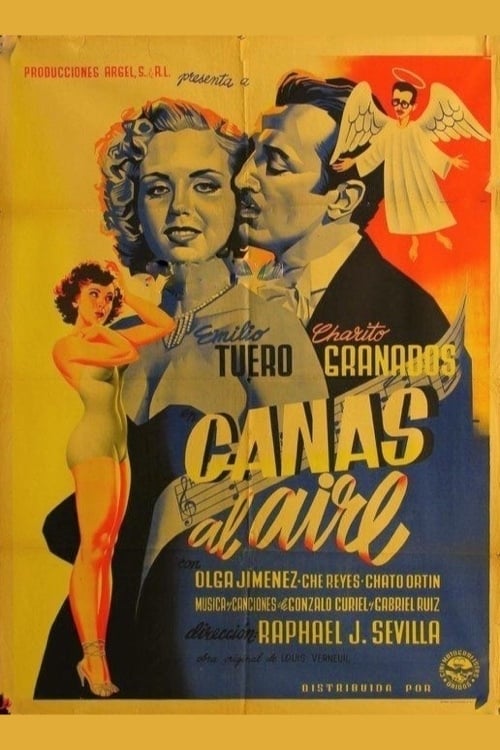 PRODUCCIONES ARGEL, S. de R.L.
presenta a
Emilio TUERO
Charito GRANADOS
en
CANAS
al aire
con
OLGA JIMENEZ-CHE REYES-CHATO ORTIN
MUSICA Y CANCIONES de GONZALO CURIEL y GABRIEL RUIZ
dirección: RAPHAEL J. SEVILLA
obra original de LOUIS VERNEUIL
DISTRIBUIDA POR